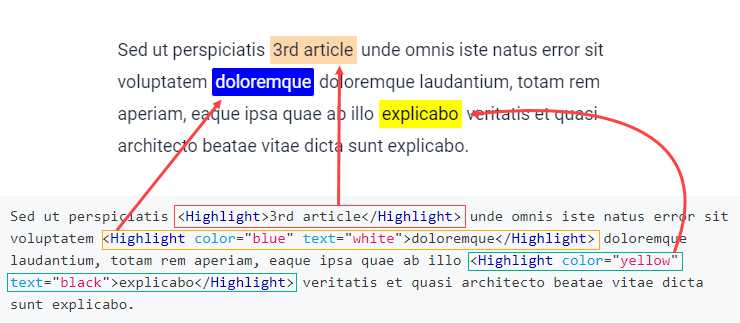 Sed ut perspiciatis 3rd article unde omnis iste natus error sit
voluptatem doloremque doloremque laudantium, totam rem
aperiam, eaque ipsa quae ab illo explicabo veritatis et quasi
architecto beatae vitae dicta sunt explicabo.
Sed ut perspiciatis <Highlight>3rd article</Highlight> unde omnis iste natus error sit
voluptatem <Highlight color="blue" text="white">doloremque</Highlight> doloremque
laudantium, totam rem aperiam, eaque ipsa quae ab illo <Highlight color="yellow"
text="black">explicabo</Highlight> veritatis et quasi architecto beatae vitae dicta
sunt explicabo.